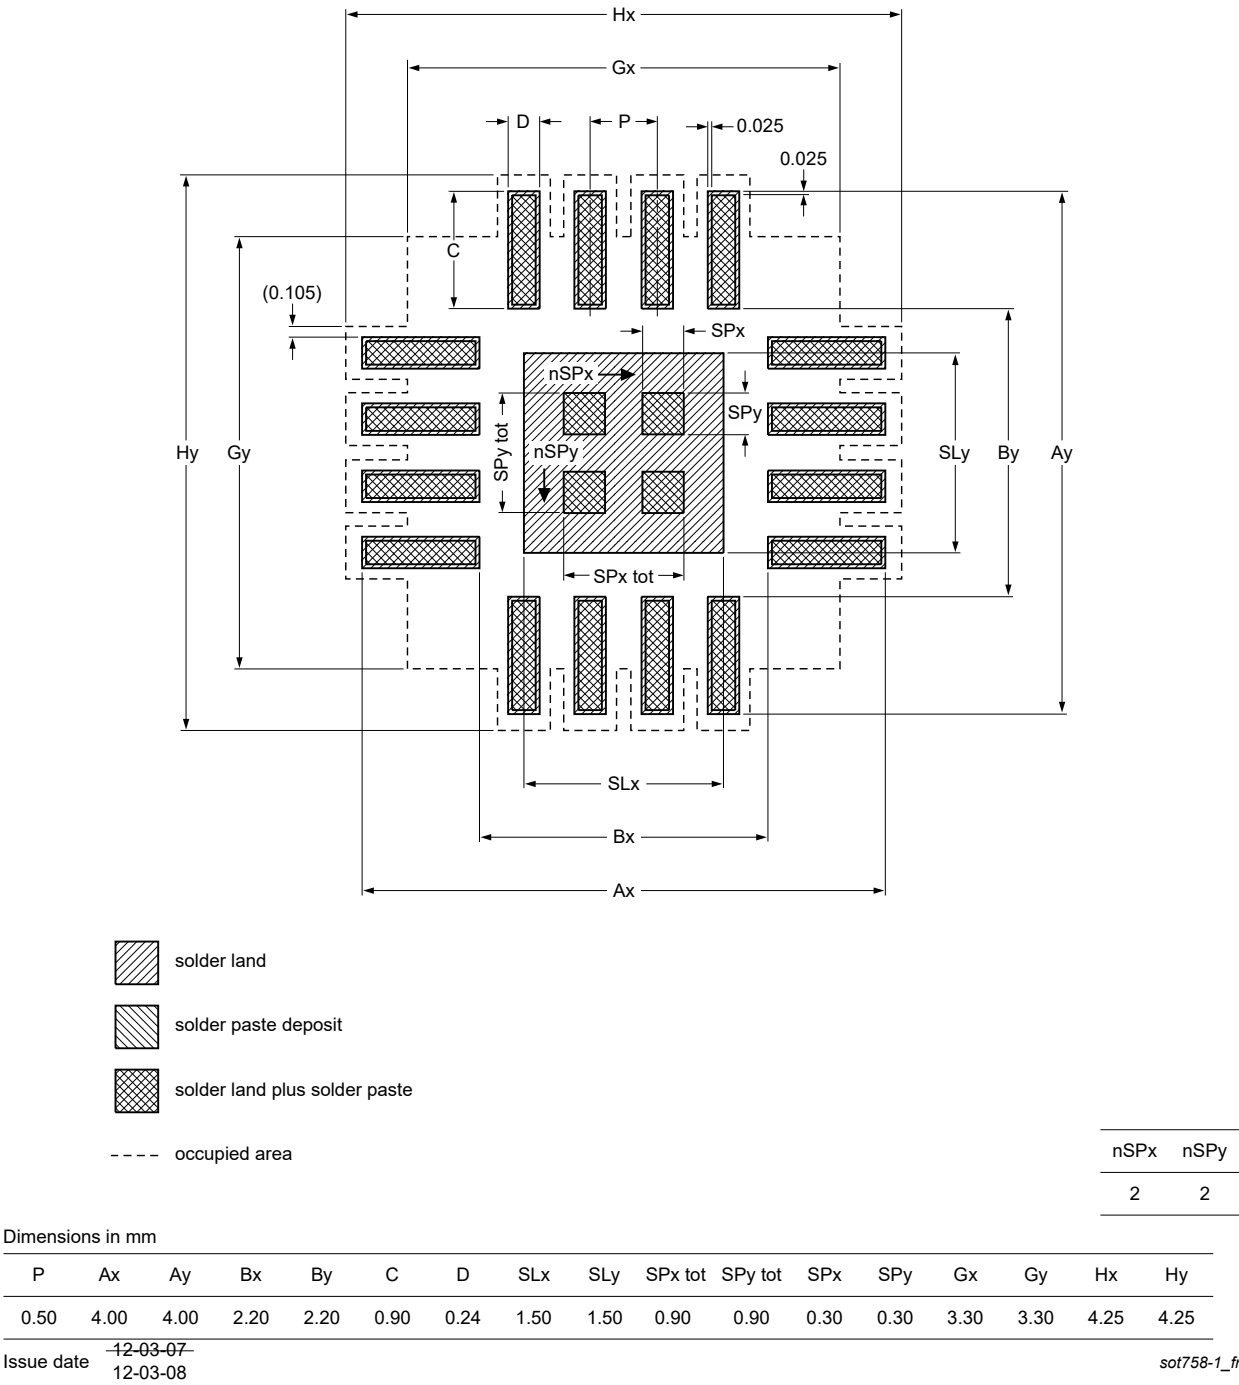 Hx
Gx
D
P
0.025
0.025
C
(0.105)
SPx
nSPx
SPy
SPy tot
nSPy
Hy
Gy
SLy
By
Ay
SPx tot
SLx
Bx
Ax
solder land
solder paste deposit
solder land plus solder paste
occupied area
nSPx nSPy
2 2
Dimensions in mm
P Ax Ay Bx By C D SLx SLy SPx tot SPy tot SPx SPy Gx Gy Hx Hy
0.50 4.00 4.00 2.20 2.20 0.90 0.24 1.50 1.50 0.90 0.90 0.30 0.30 3.30 3.30 4.25 4.25
Issue date 12-03-07
12-03-08
sot758-1_fr